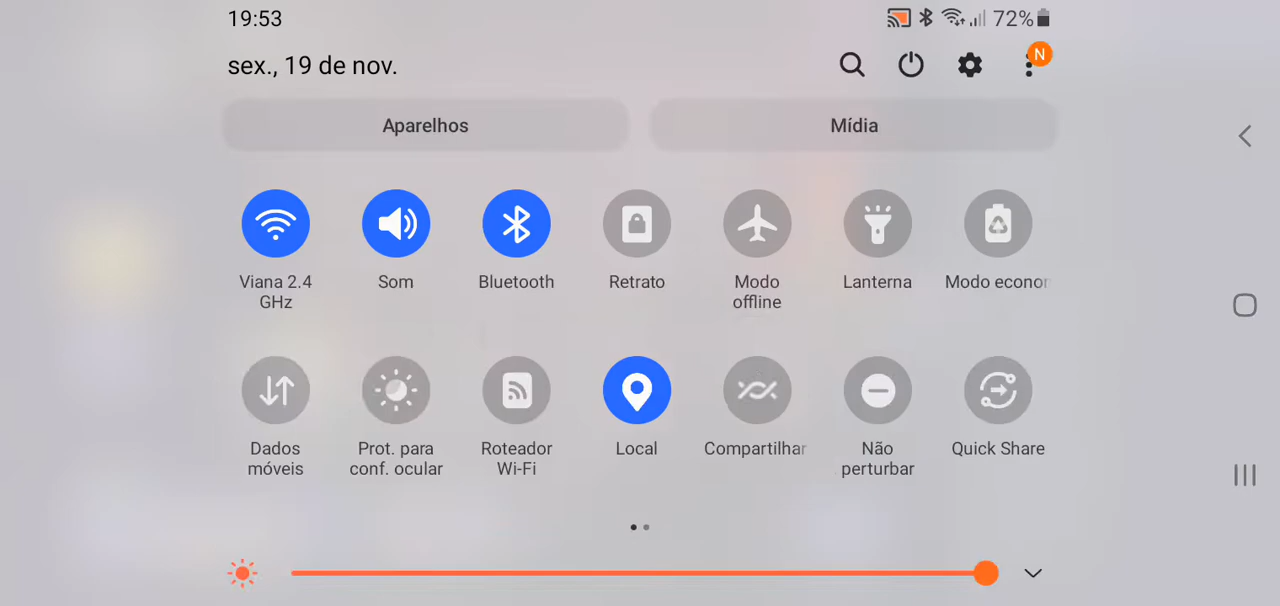 19:53
72%
sex., 19 de nov.
N
Aparelhos
Mídia
Viana 2.4
GHz
Som
Bluetooth
Retrato
Modo
offline
Lanterna
Modo econor
Dados
móveis
Prot. para
conf. ocular
Roteador
Wi-Fi
Local
Compartilhar
Não
perturbar
Quick Share